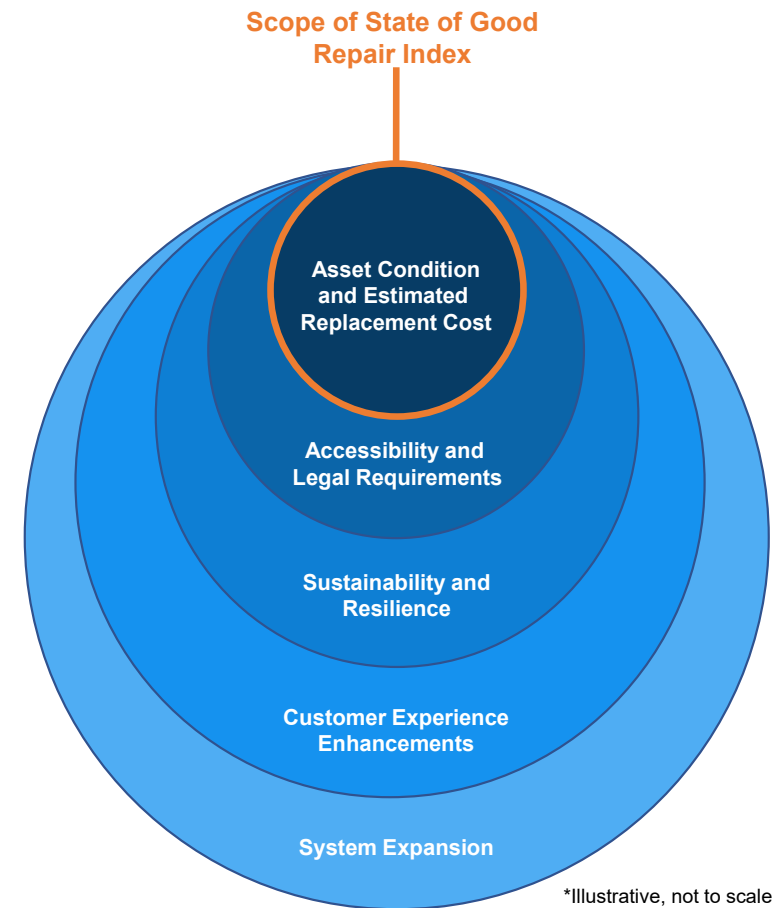 Scope of State of Good
Repair Index
Asset Condition
and Estimated
Replacement Cost
Accessibility and
Legal Requirements
Sustainability and
Resilience
Customer Experience
Enhancements
System Expansion
*Illustrative, not to scale